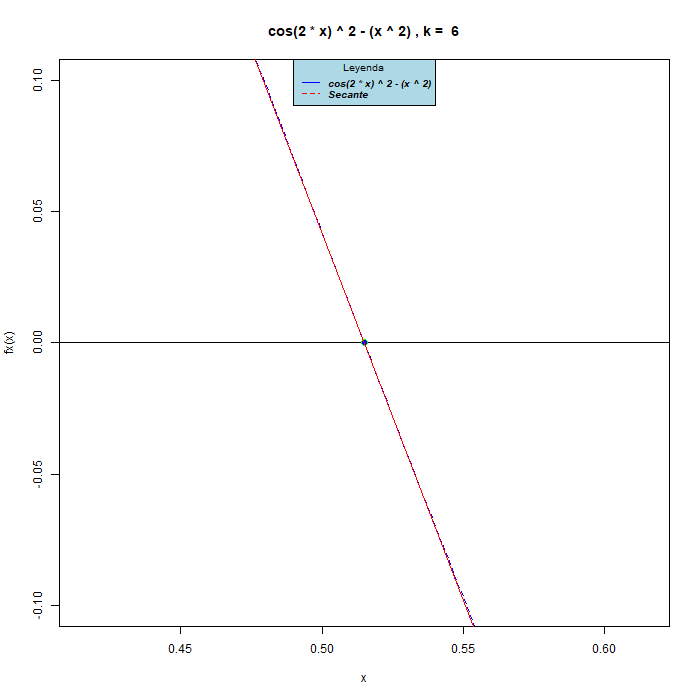 cos(2 * x) ^ 2 - (x ^ 2) , k =  6
Leyenda
cos(2 * x) ^ 2 - (x ^ 2)
Secante
fx(x)
0.10
0.05
0.00
-0.05
-0.10
0.45
0.50
0.55
0.60
x